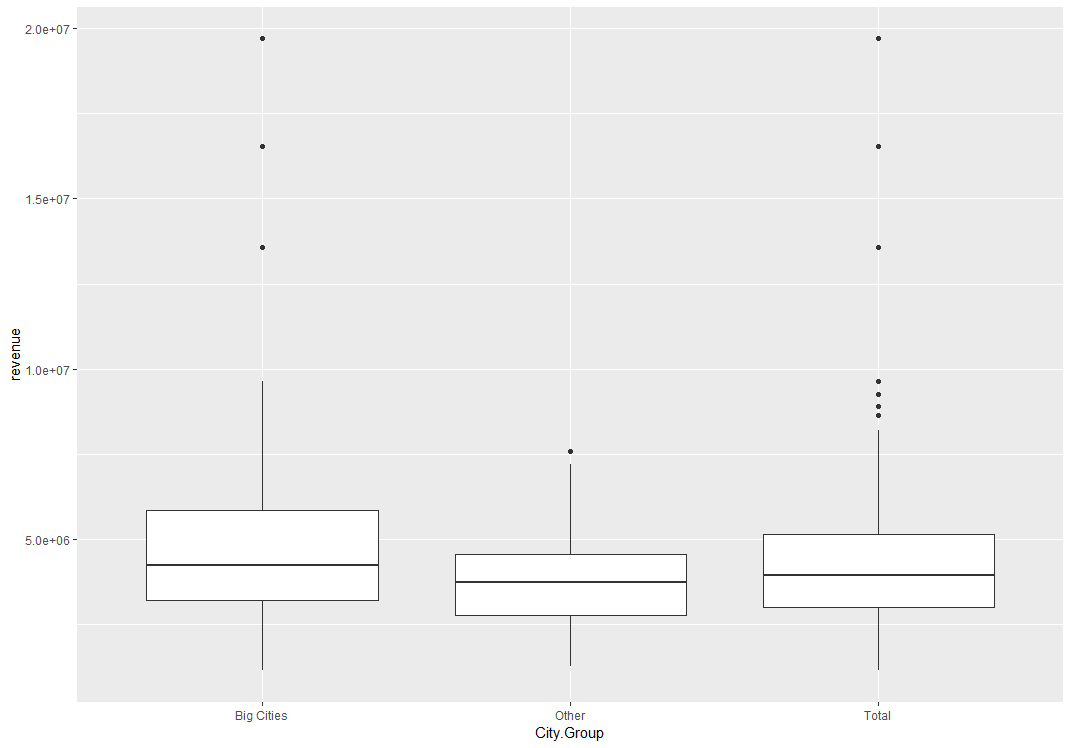 revenue
2.0e+07
1.5e+07
1.0e+07
5.0e+06
Big Cities
Other
Total
City.Group